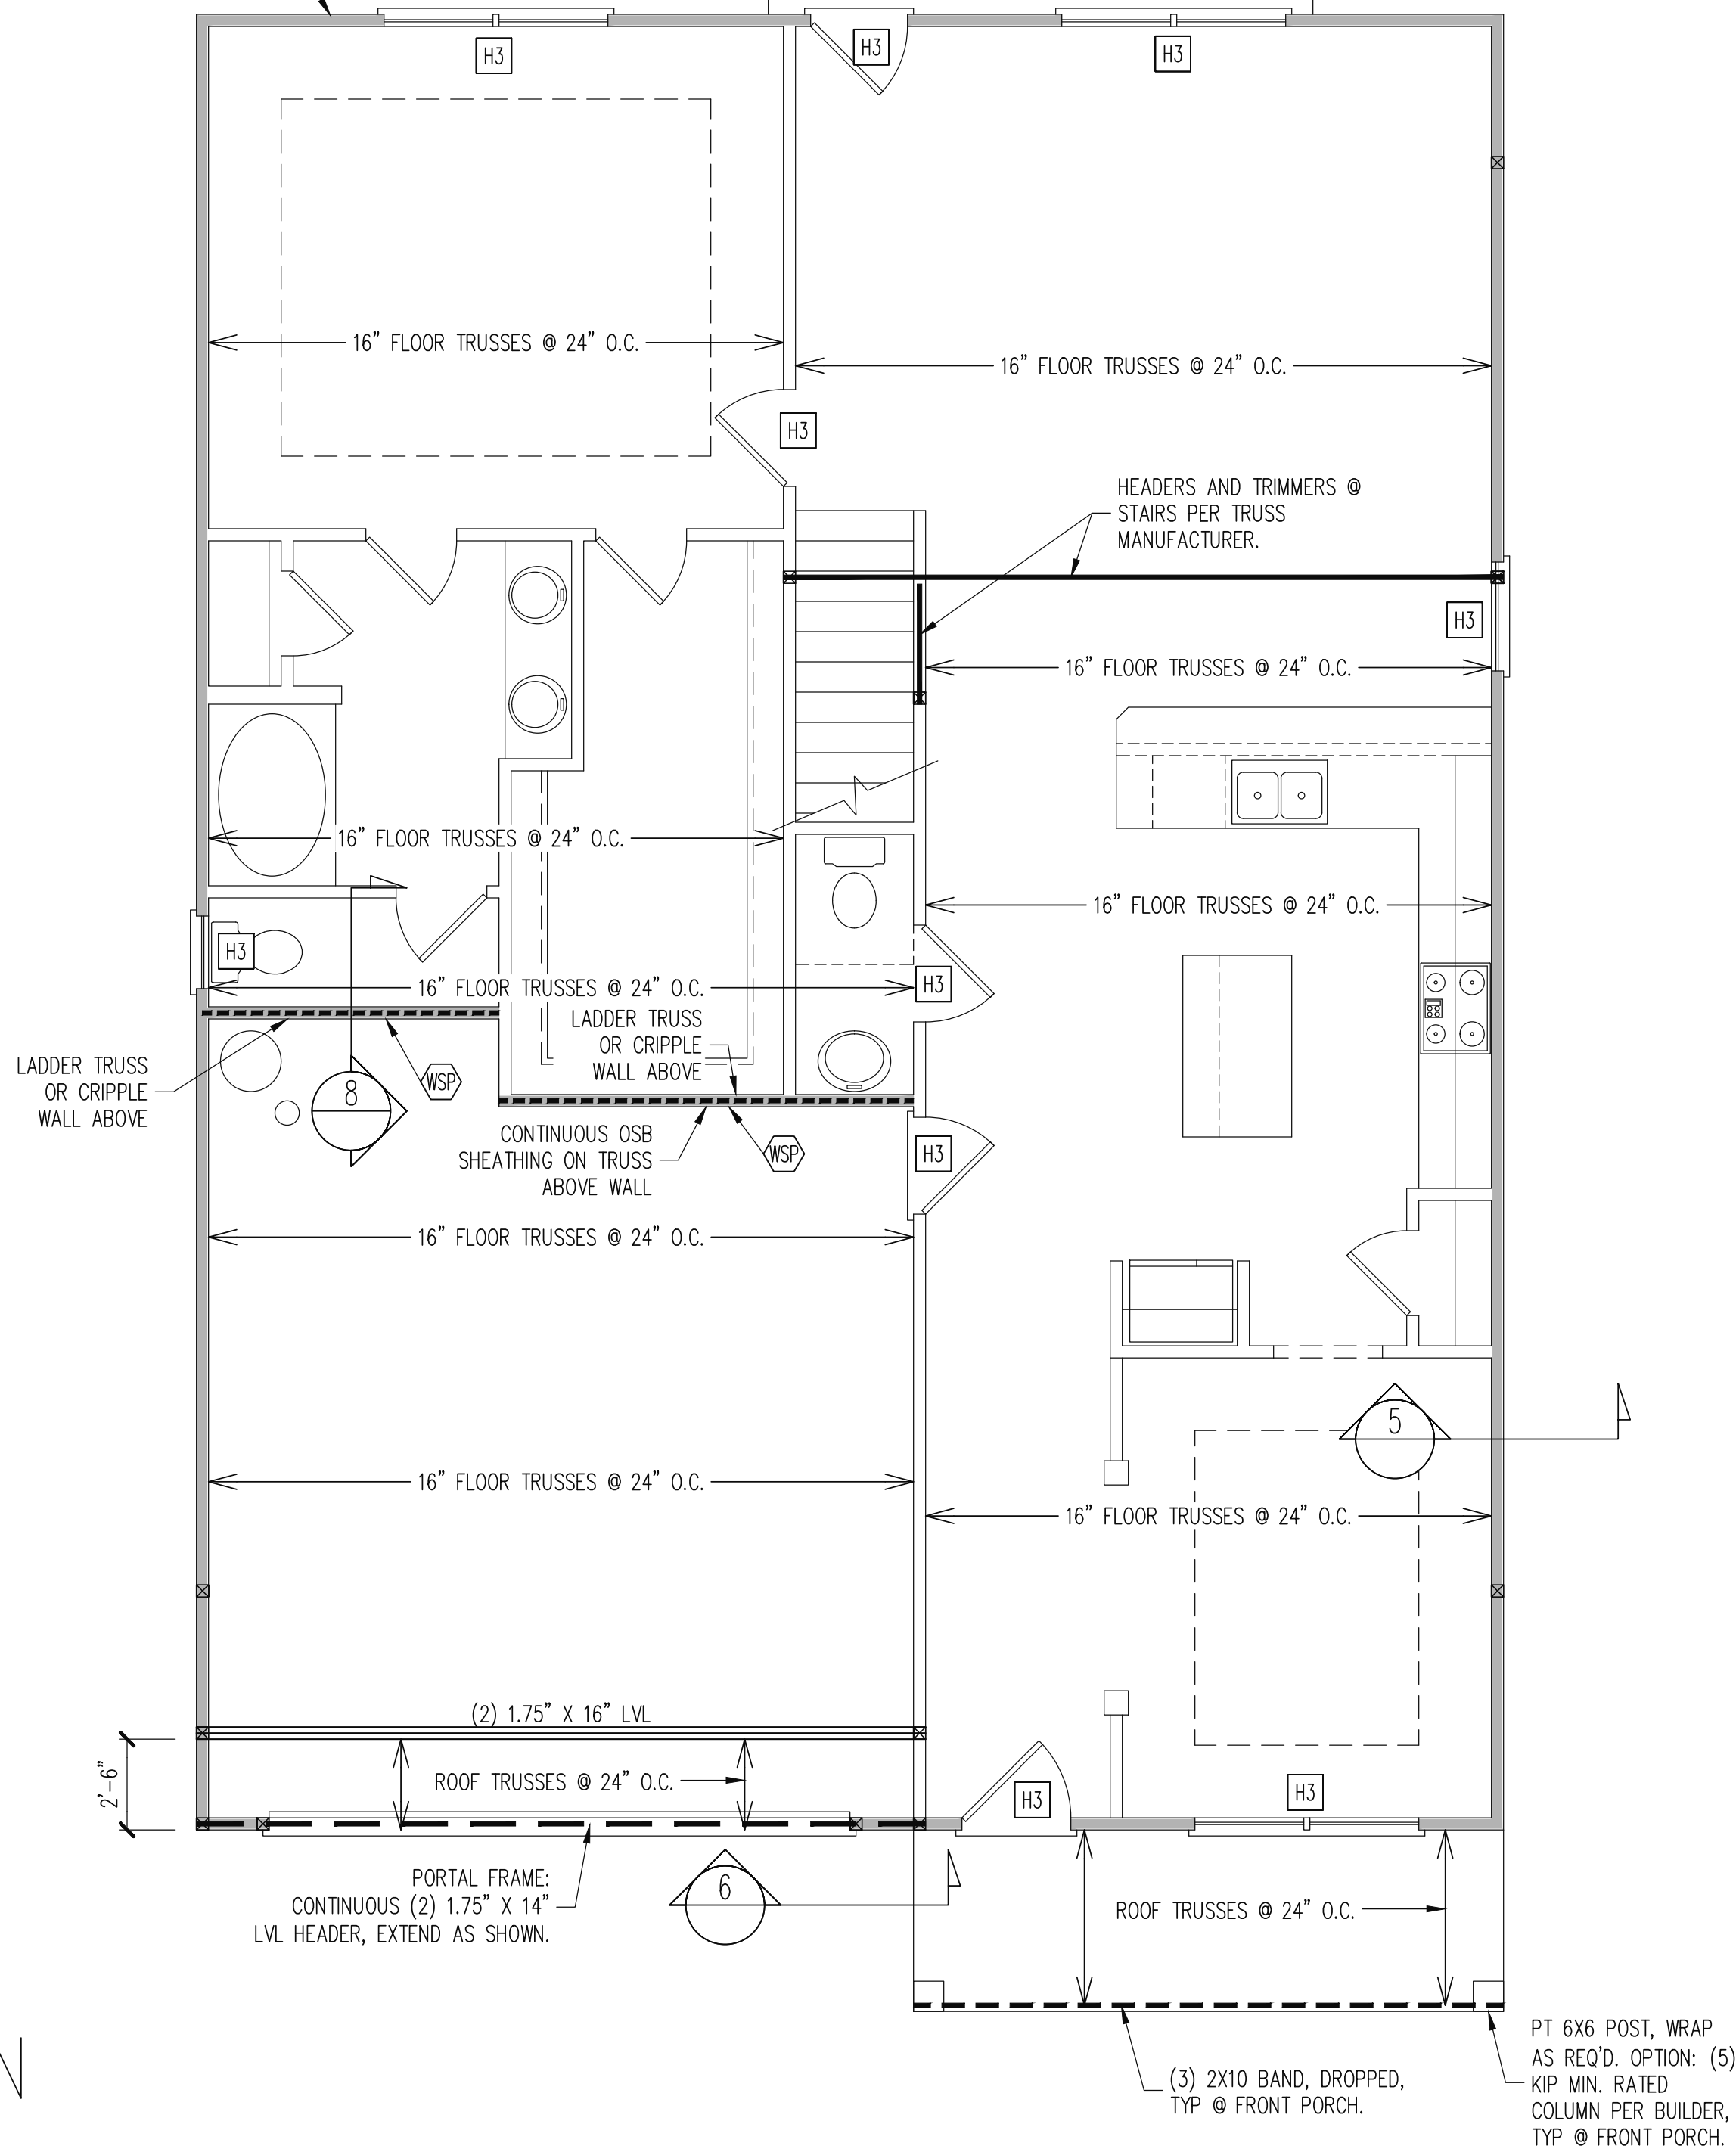 H3
H3
H3
16" FLOOR TRUSSES @ 24" O.C.
16" FLOOR TRUSSES @ 24" O.C.
H3
HEADERS AND TRIMMERS @
STAIRS PER TRUSS
MANUFACTURER.
H3
16" FLOOR TRUSSES @ 24" O.C.
16" FLOOR TRUSSES @ 24" O.C.
16" FLOOR TRUSSES @ 24" O.C.
H3
16" FLOOR TRUSSES @ 24" O.C.
H3
LADDER TRUSS
OR CRIPPLE
WALL ABOVE
LADDER TRUSS
OR CRIPPLE
WALL ABOVE
WSP
8
CONTINUOUS OSB
SHEATHING ON TRUSS
ABOVE WALL
WSP
H3
16" FLOOR TRUSSES @ 24" O.C.
5
16" FLOOR TRUSSES @ 24" O.C.
16" FLOOR TRUSSES @ 24" O.C.
(2) 1.75" X 16" LVL
2'-6"
ROOF TRUSSES @ 24" O.C.
H3
H3
PORTAL FRAME:
CONTINUOUS (2) 1.75" X 14"
LVL HEADER, EXTEND AS SHOWN.
6
ROOF TRUSSES @ 24" O.C.
(3) 2X10 BAND, DROPPED,
TYP @ FRONT PORCH.
PT 6X6 POST, WRAP
AS REQ'D. OPTION: (5)
KIP MIN. RATED
COLUMN PER BUILDER,
TYP @ FRONT PORCH.